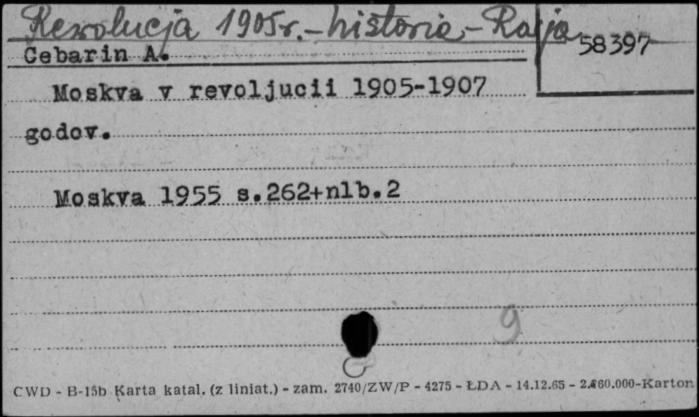 Rewolucja 1905r. - historia - Rosja
58397
Cebarin A.
Moskva v revoljucii 1905-1907
godov.
Moskva 1955 s.262+nlb.2
9
CWD - B-15b Karta katal. (z liniat.) - zam. 2740/ZW/P - 4275 - ŁDA - 14.12.65 - 2.660.000-Karton